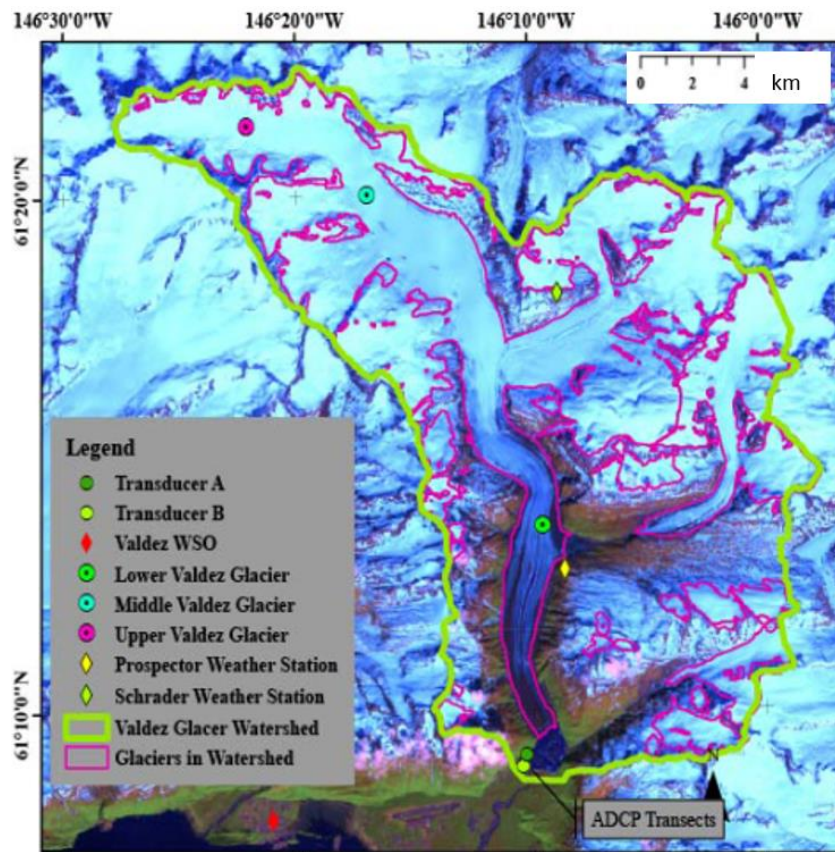 146°30'0"W 146°20'0"W 146°10'0"W 146°0'0"W
0 2 4 km
61°20'0"N
61°10'0"N
Legend
Transducer A
Transducer B
Valdez WSO
Lower Valdez Glacier
Middle Valdez Glacier
Upper Valdez Glacier
Prospector Weather Station
Schrader Weather Station
Valdez Glacer Watershed
Glaciers in Watershed
N
ADCP Transects